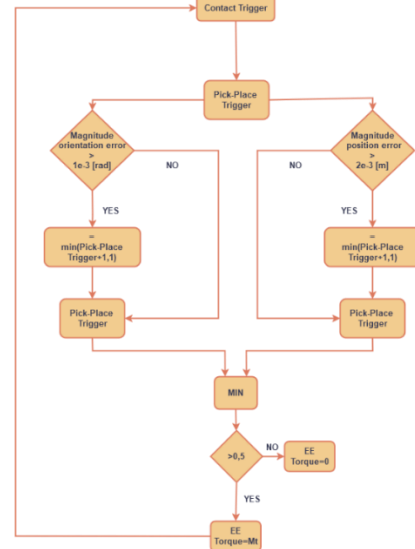 Contact Trigger
Pick-Place
Trigger
Magnitude
orientation error
>
1e-3 [rad]
NO
YES
=
min(Pick-Place
Trigger+1,1)
Pick-Place
Trigger
Magnitude
position error
>
2e-3 [m]
NO
YES
=
min(Pick-Place
Trigger+1,1)
Pick-Place
Trigger
MIN
>0,5
NO
EE
Torque=0
YES
EE
Torque=Mt